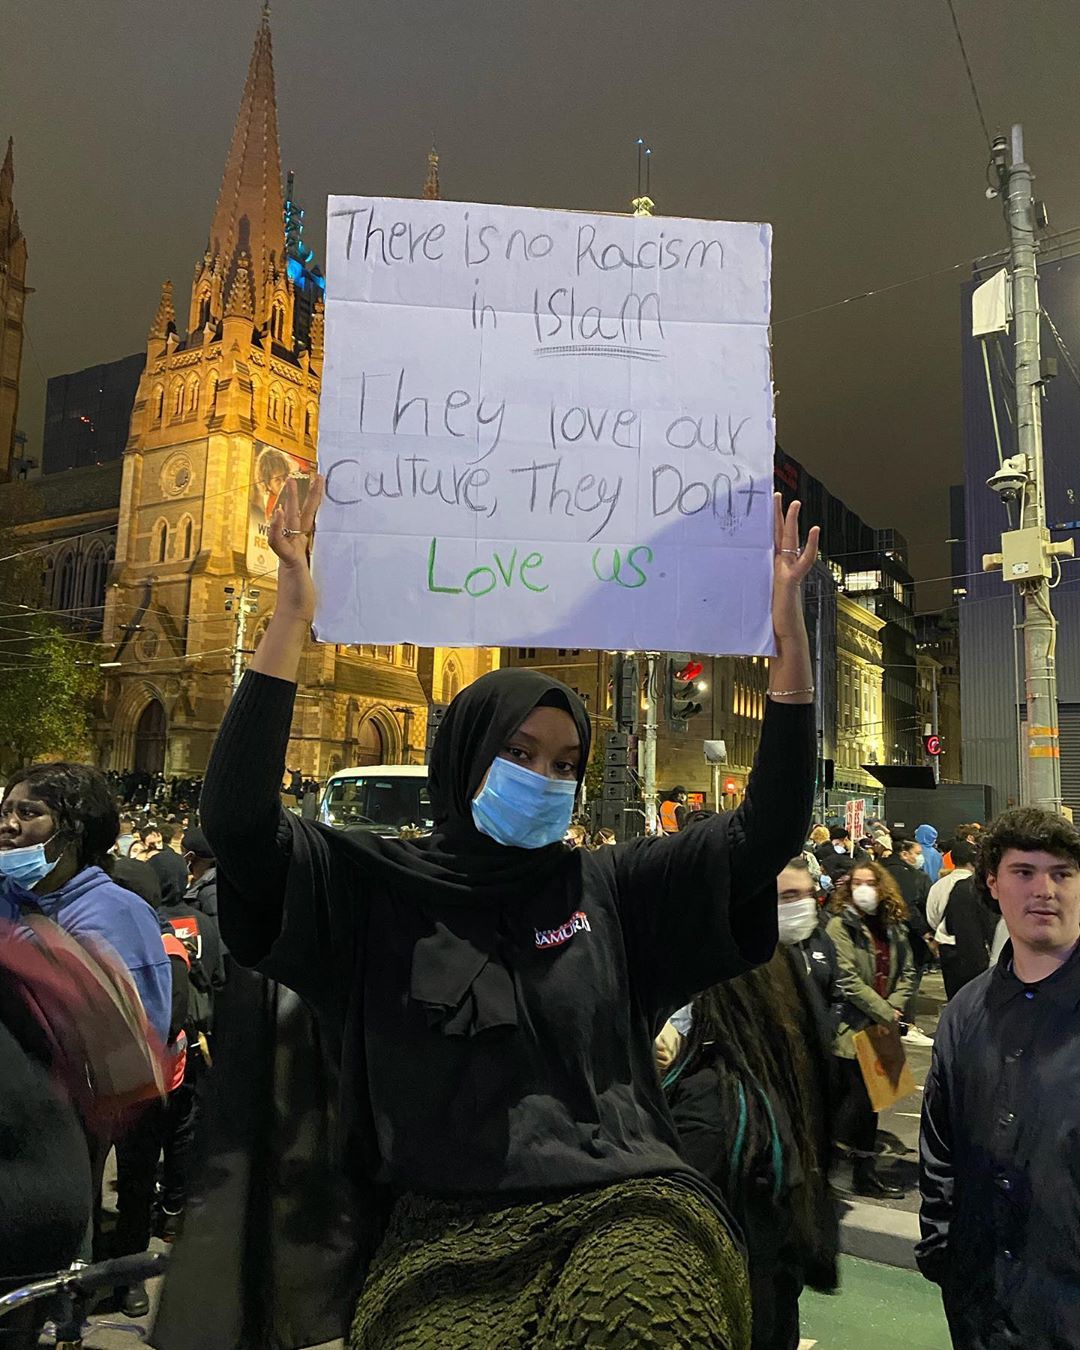 There is no Racism
in ISlam
They love our
Culture, They Don't
Love us.
SAMURAI